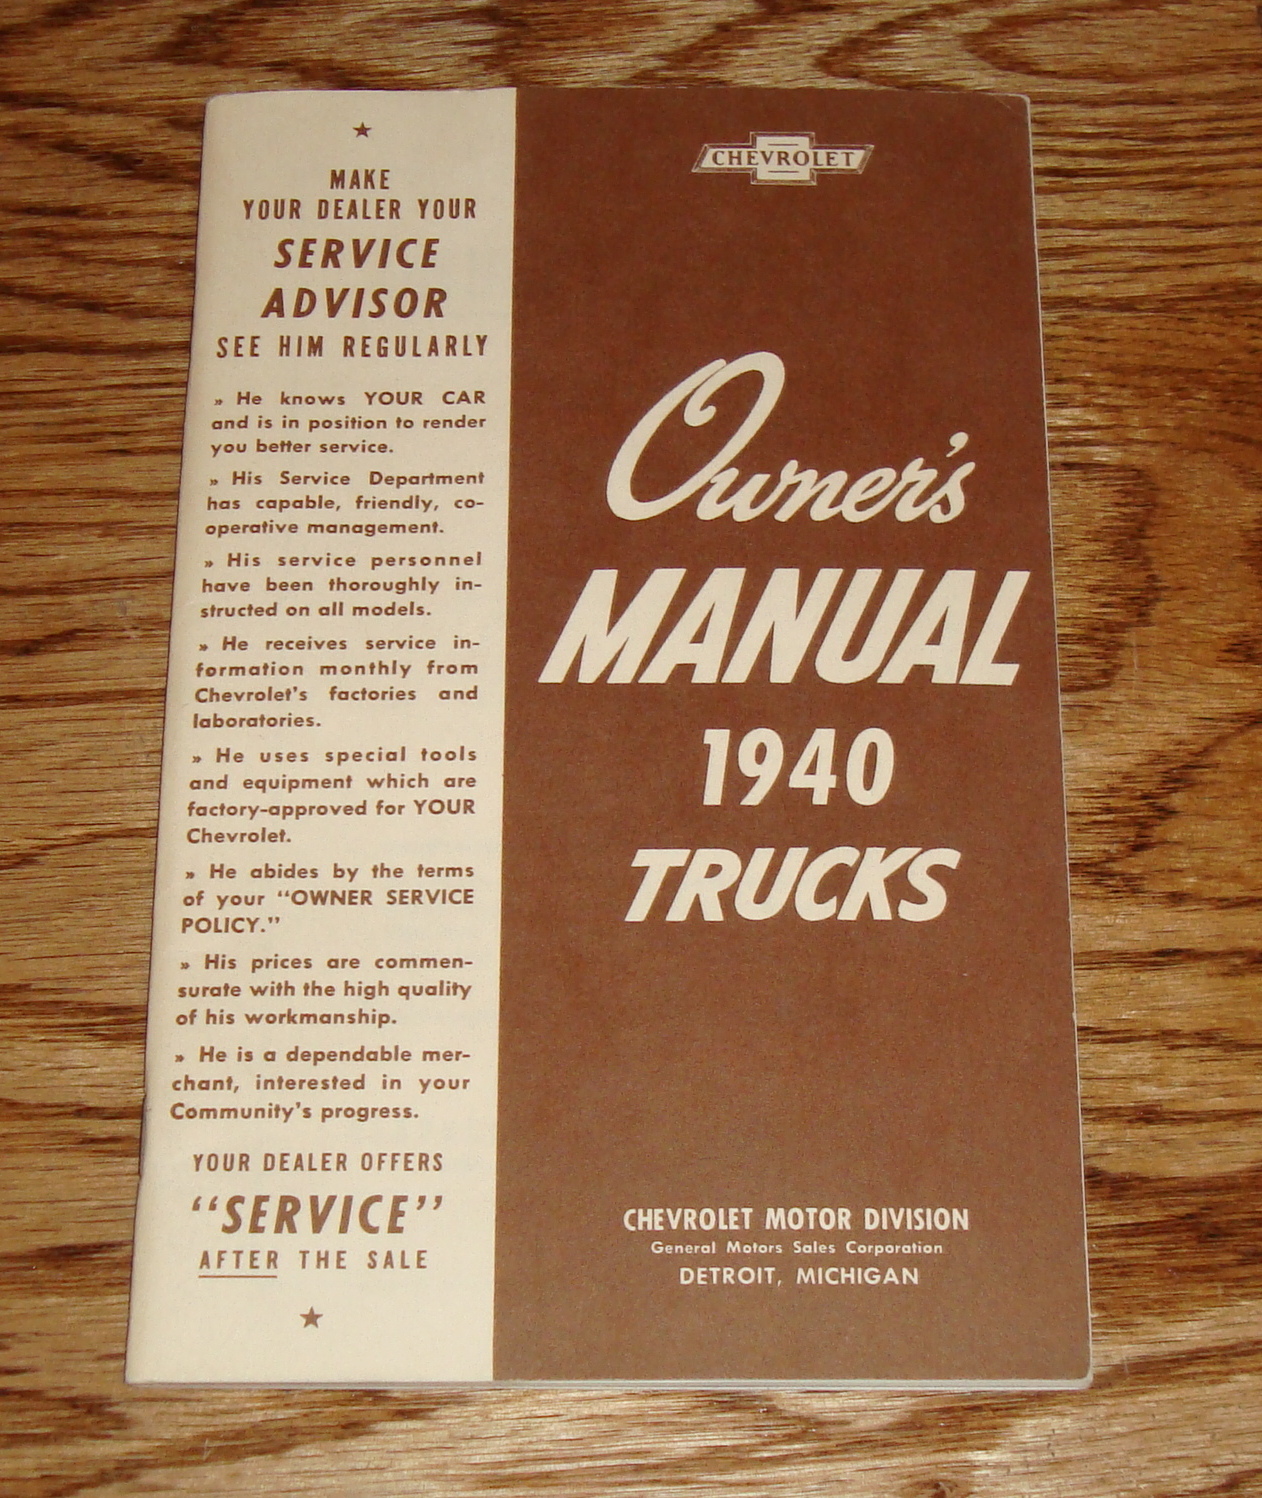 ★
MAKE
YOUR DEALER YOUR
SERVICE
ADVISOR
SEE HIM REGULARLY
» He knows YOUR CAR
and is in position to render
you better service.
» His Service Department
has capable, friendly, co-
operative management.
» His service personnel
have been thoroughly in-
structed on all models.
» He receives service in-
formation monthly from
Chevrolet's factories and
laboratories.
» He uses special tools
and equipment which are
factory-approved for YOUR
Chevrolet.
» He abides by the terms
of your “OWNER SERVICE
POLICY.”
» His prices are commen-
surate with the high quality
of his workmanship.
» He is a dependable mer-
chant, interested in your
Community's progress.
YOUR DEALER OFFERS
“SERVICE”
AFTER THE SALE
★
CHEVROLET
Owner's
MANUAL
1940
TRUCKS
CHEVROLET MOTOR DIVISION
General Motors Sales Corporation
DETROIT, MICHIGAN